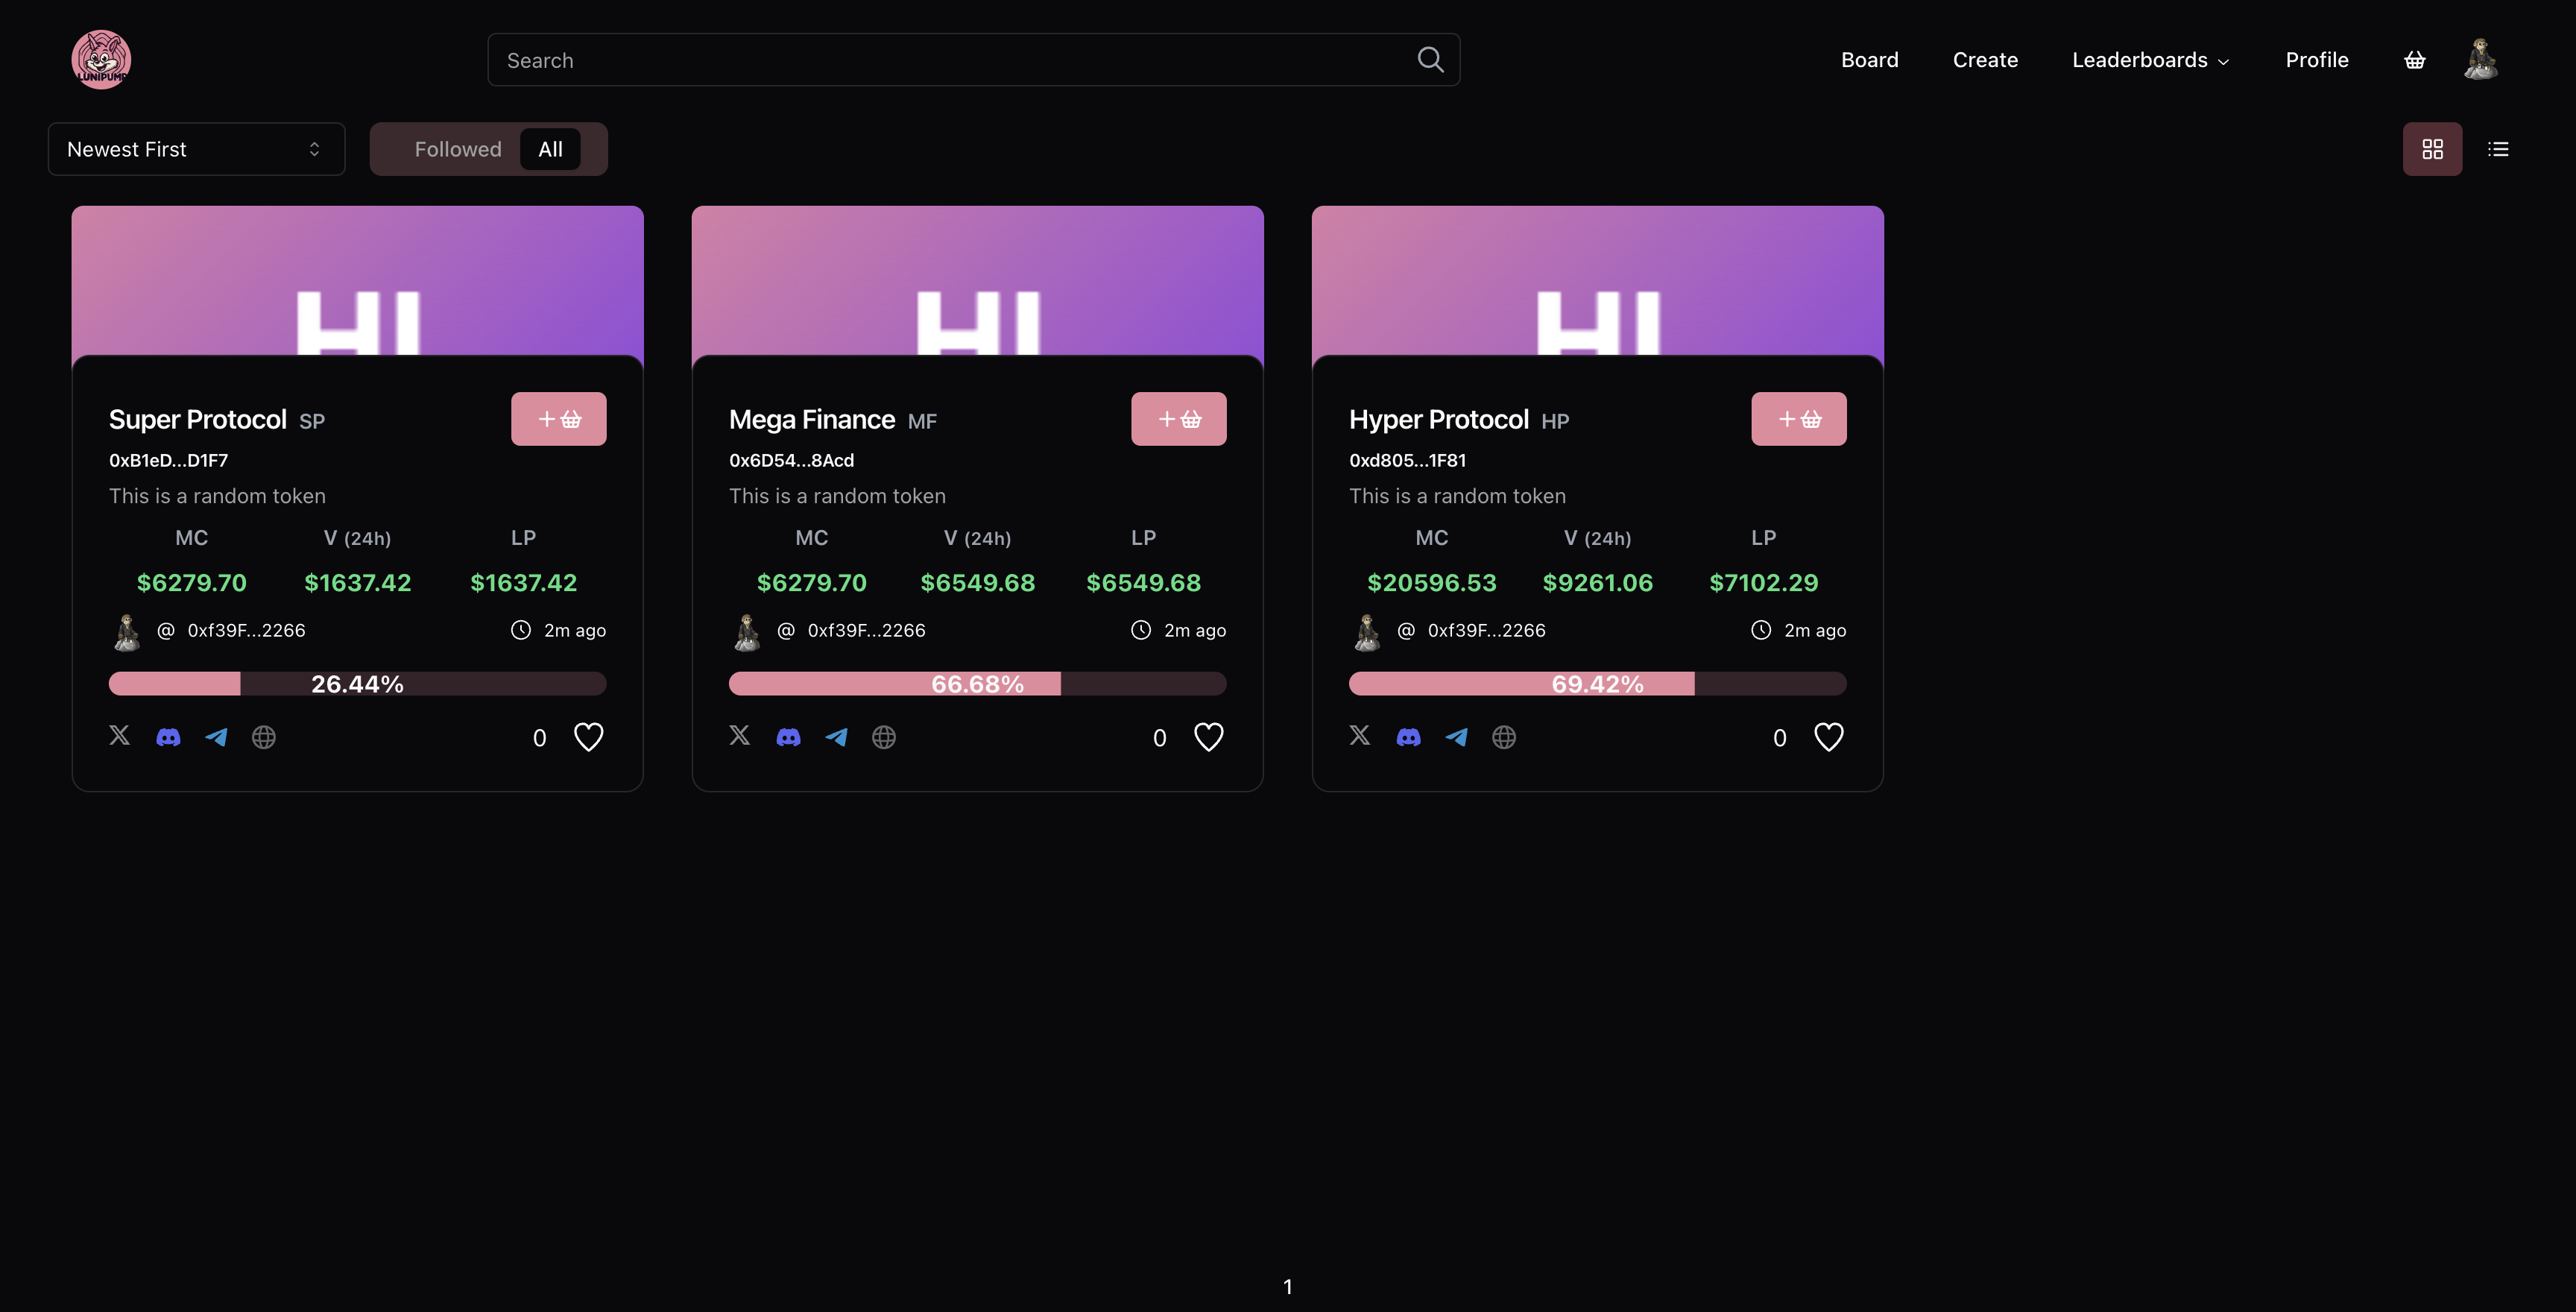 LUNIPUMP
Search
Board Create Leaderboards Profile
Newest First Followed All
HI HI HI
Super Protocol SP
0xB1eD...D1F7
This is a random token
MC V (24h) LP
$6279.70 $1637.42 $1637.42
@ 0xf39F...2266 2m ago
26.44%
0
Mega Finance MF
0x6D54...8Acd
This is a random token
MC V (24h) LP
$6279.70 $6549.68 $6549.68
@ 0xf39F...2266 2m ago
66.68%
0
Hyper Protocol HP
0xd805...1F81
This is a random token
MC V (24h) LP
$20596.53 $9261.06 $7102.29
@ 0xf39F...2266 2m ago
69.42%
0
1